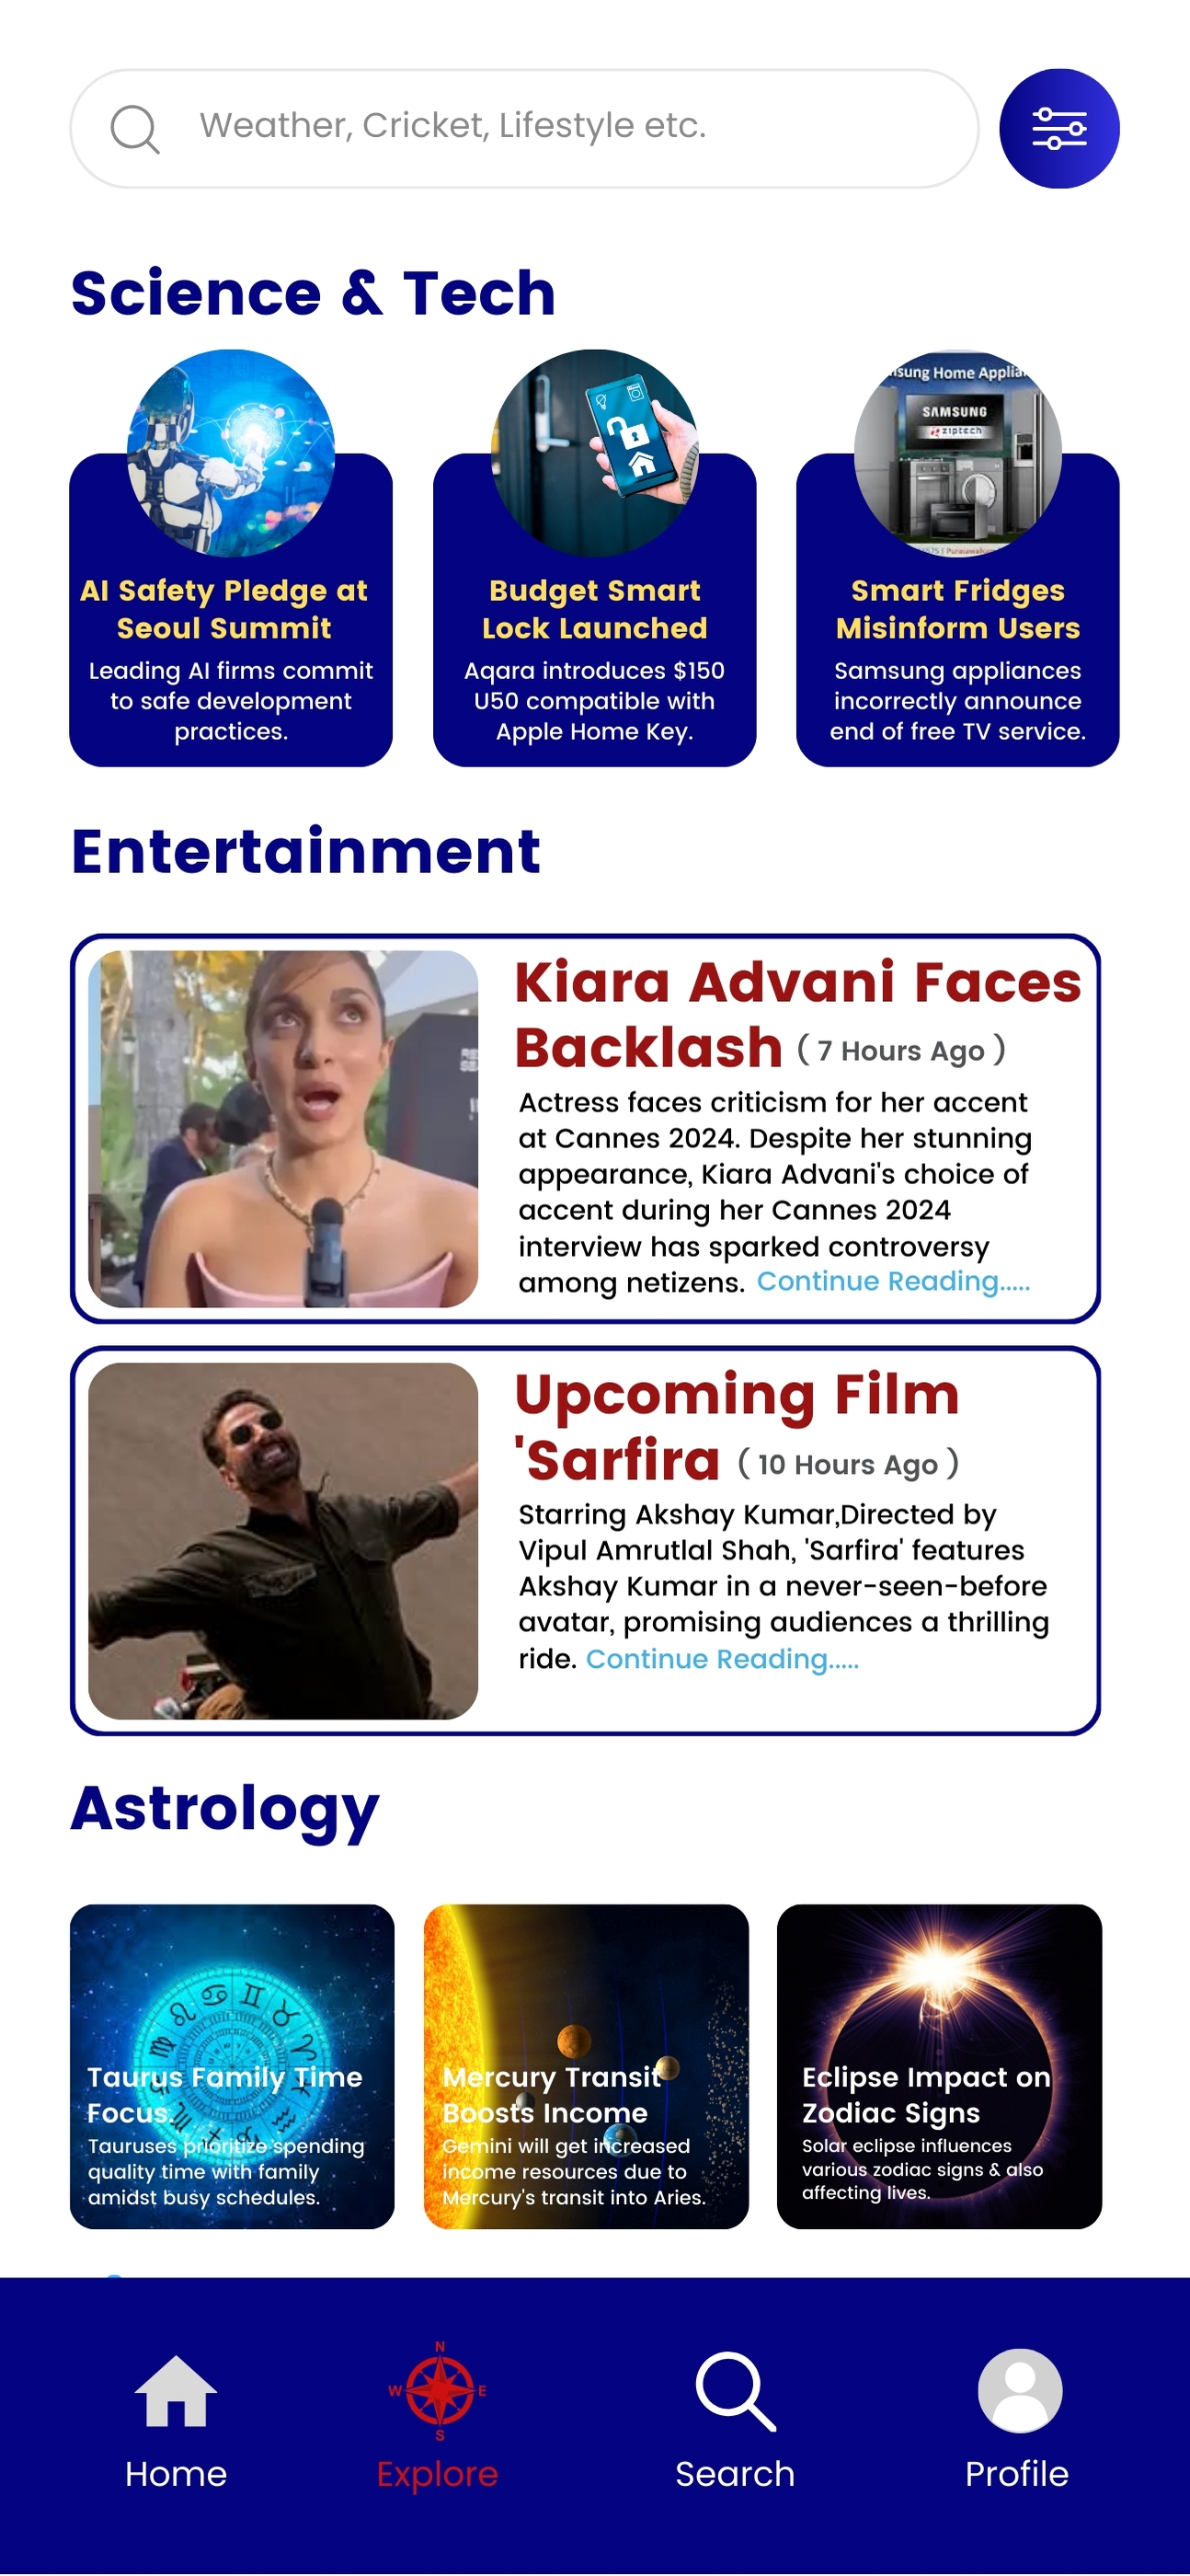 Weather, Cricket, Lifestyle etc.
Science & Tech
Home Applia
SAMSUNG
ziptech
AI Safety Pledge at
Seoul Summit
Leading AI firms commit
to safe development
practices.
Budget Smart
Lock Launched
Aqara introduces $150
U50 compatible with
Apple Home Key.
Smart Fridges
Misinform Users
Samsung appliances
incorrectly announce
end of free TV service.
Entertainment
Kiara Advani Faces
Backlash ( 7 Hours Ago )
Actress faces criticism for her accent
at Cannes 2024. Despite her stunning
appearance, Kiara Advani's choice of
accent during her Cannes 2024
interview has sparked controversy
among netizens. Continue Reading.....
Upcoming Film
'Sarfira ( 10 Hours Ago )
Starring Akshay Kumar,Directed by
Vipul Amrutlal Shah, 'Sarfira' features
Akshay Kumar in a never-seen-before
avatar, promising audiences a thrilling
ride. Continue Reading.....
Astrology
Taurus Family Time
Focus.
Tauruses prioritize spending
quality time with family
amidst busy schedules.
Mercury Transit
Boosts Income
Gemini will get increased
income resources due to
Mercury's transit into Aries.
Eclipse Impact on
Zodiac Signs
Solar eclipse influences
various zodiac signs & also
affecting lives.
N
W E
S
Home
Explore
Search
Profile